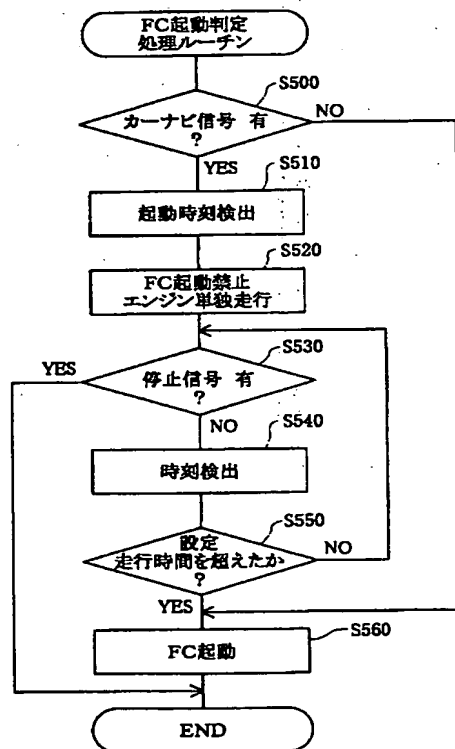 FC起動判定
処理ルーチン
S500
カーナビ信号 有
?
NO
YES
S510
起動時刻検出
S520
FC起動禁止
エンジン単独走行
S530
YES
停止信号 有
?
NO
S540
時刻検出
S550
設定
走行時間を超えたか
?
NO
YES
S560
FC起動
END